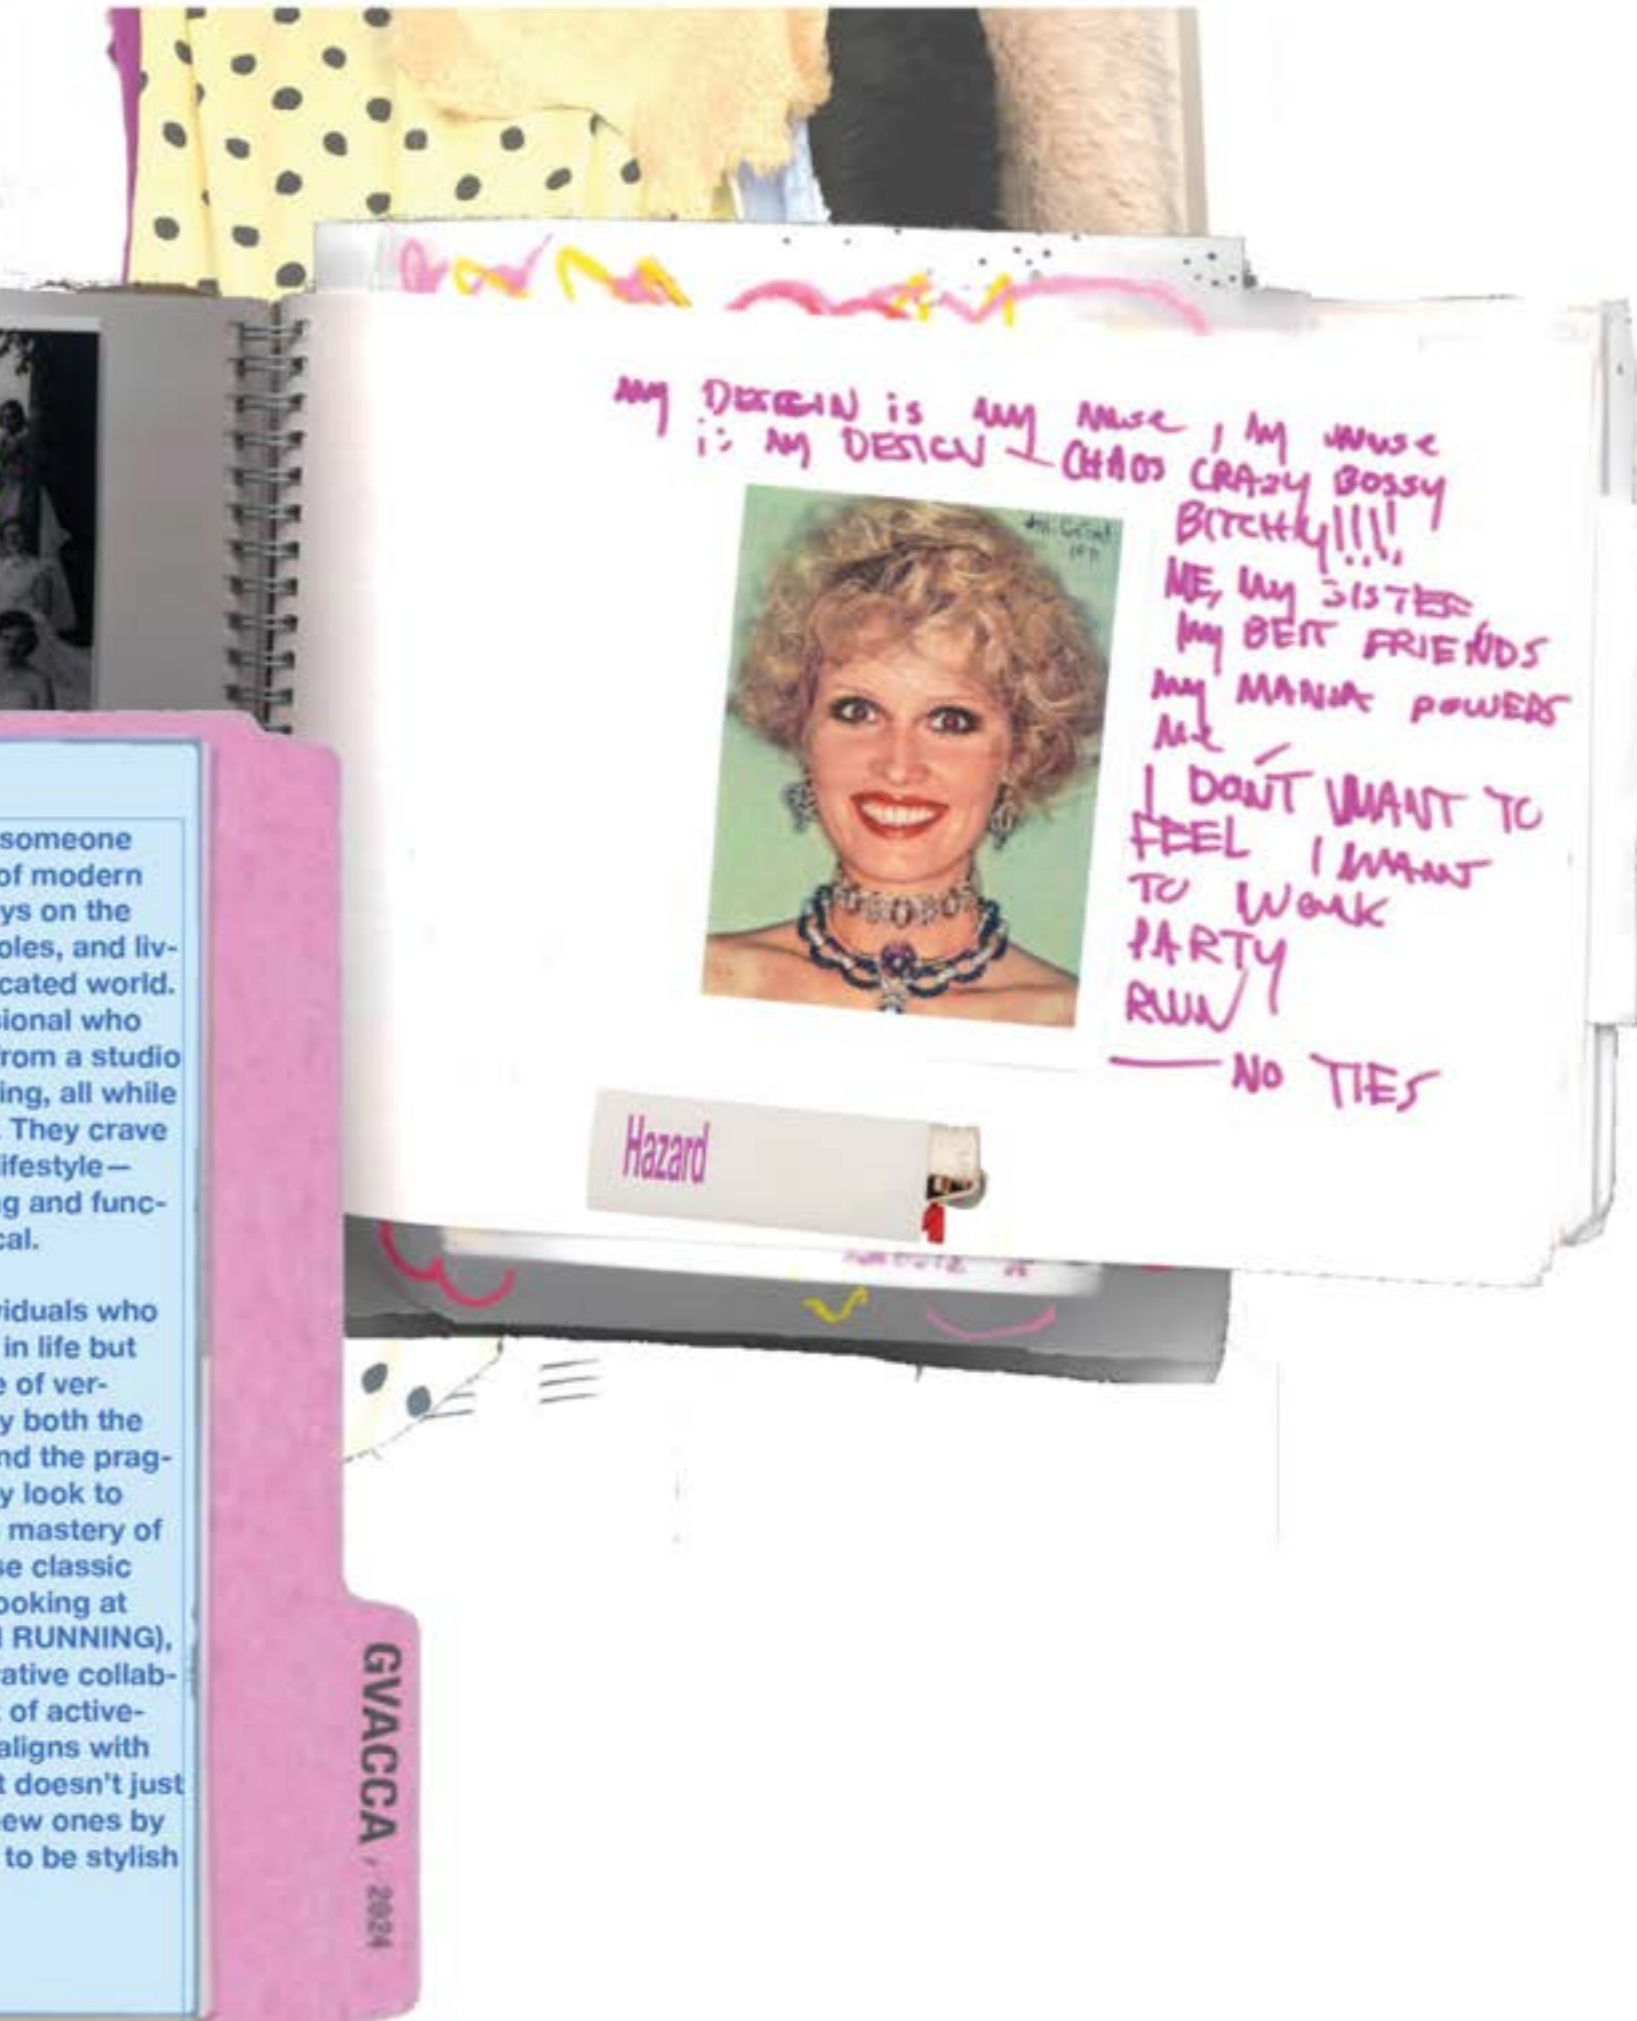 my DESIGN is my muse, my muse
is my DESIGN — CHAOS CRAZY BOSSY
BITCHY!!!!
ME, my SISTER,
my BEST FRIENDS
my MANIA POWERS
ME
I DON'T WANT TO
FEEL I WANT
TO WORK
PARTY
RUN
— NO TIES
Hazard
someone
of modern
ys on the
oles, and liv-
cated world.
sional who
from a studio
ing, all while
. They crave
ifestyle—
g and func-
cal.
viduals who
in life but
e of ver-
y both the
nd the prag-
y look to
mastery of
se classic
ooking at
RUNNING),
ative collab-
of active-
aligns with
t doesn't just
ew ones by
to be stylish
GVACCA, 2024